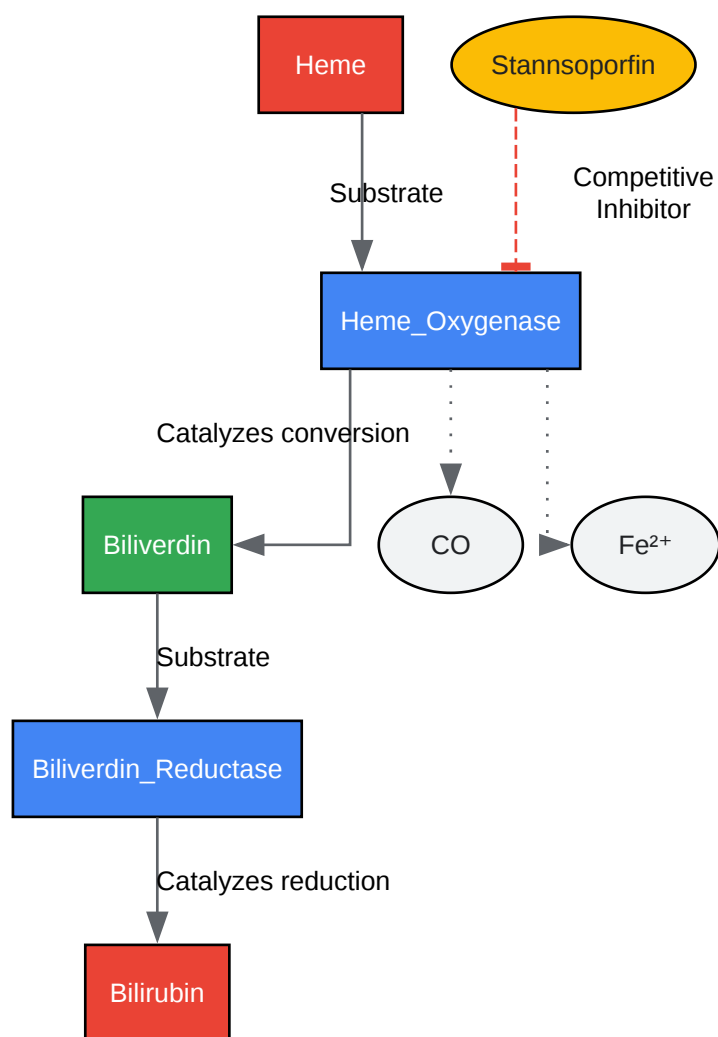 Heme
Stannsoporfin
Substrate
Competitive
Inhibitor
Heme_Oxygenase
Catalyzes conversion
Biliverdin
CO
Fe²⁺
Substrate
Biliverdin_Reductase
Catalyzes reduction
Bilirubin